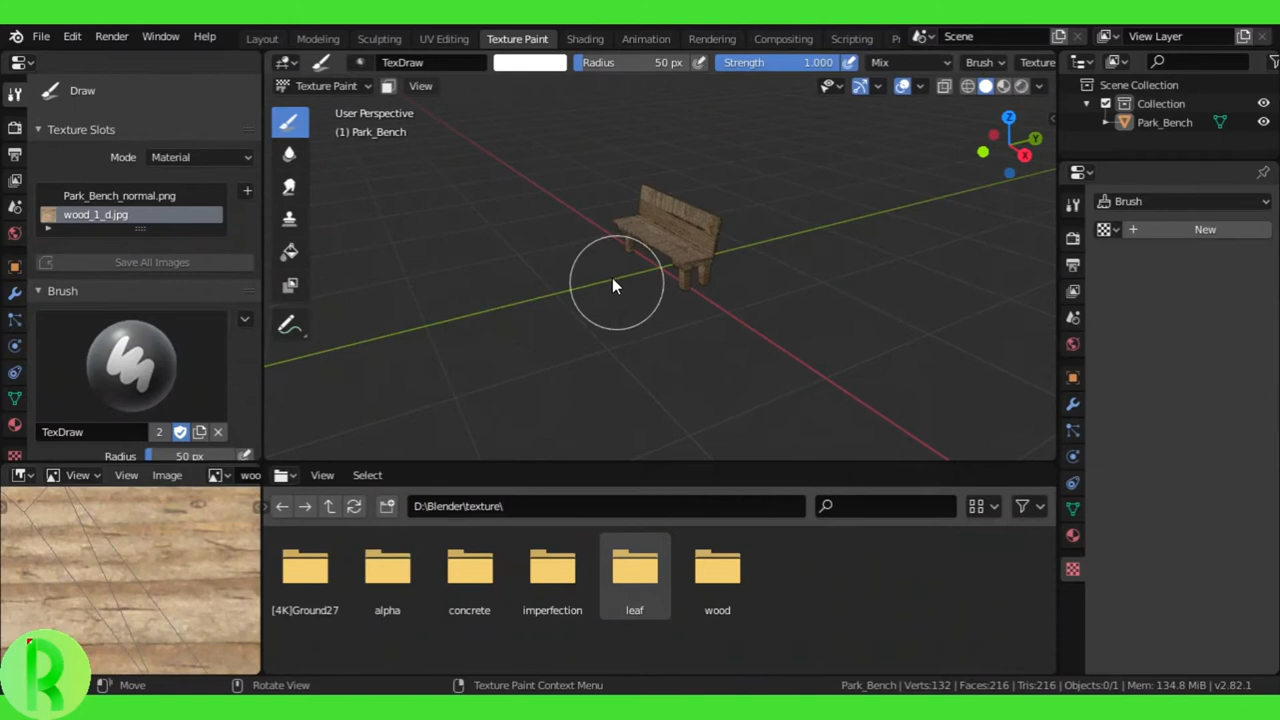 File Edit Render Window Help Layout Modeling Sculpting UV Editing Texture Paint Shading Animation Rendering Compositing Scripting Scene View Layer
TexDraw Radius 50 px Strength 1.000 Mix Brush Texture
Texture Paint View
Draw
Texture Slots
Mode Material
Park_Bench_normal.png
wood_1_d.jpg
Save All Images
Brush
TexDraw 2
Radius 50 px
User Perspective
(1) Park_Bench
Z
Y
X
Scene Collection
Collection
Park_Bench
Brush
New
View View Image woo
View Select
D:\Blender\texture\
[4K]Ground27 alpha concrete imperfection leaf wood
R
Move Rotate View Texture Paint Context Menu Park_Bench | Verts:132 | Faces:216 | Tris:216 | Objects:0/1 | Mem: 134.8 MiB | v2.82.1